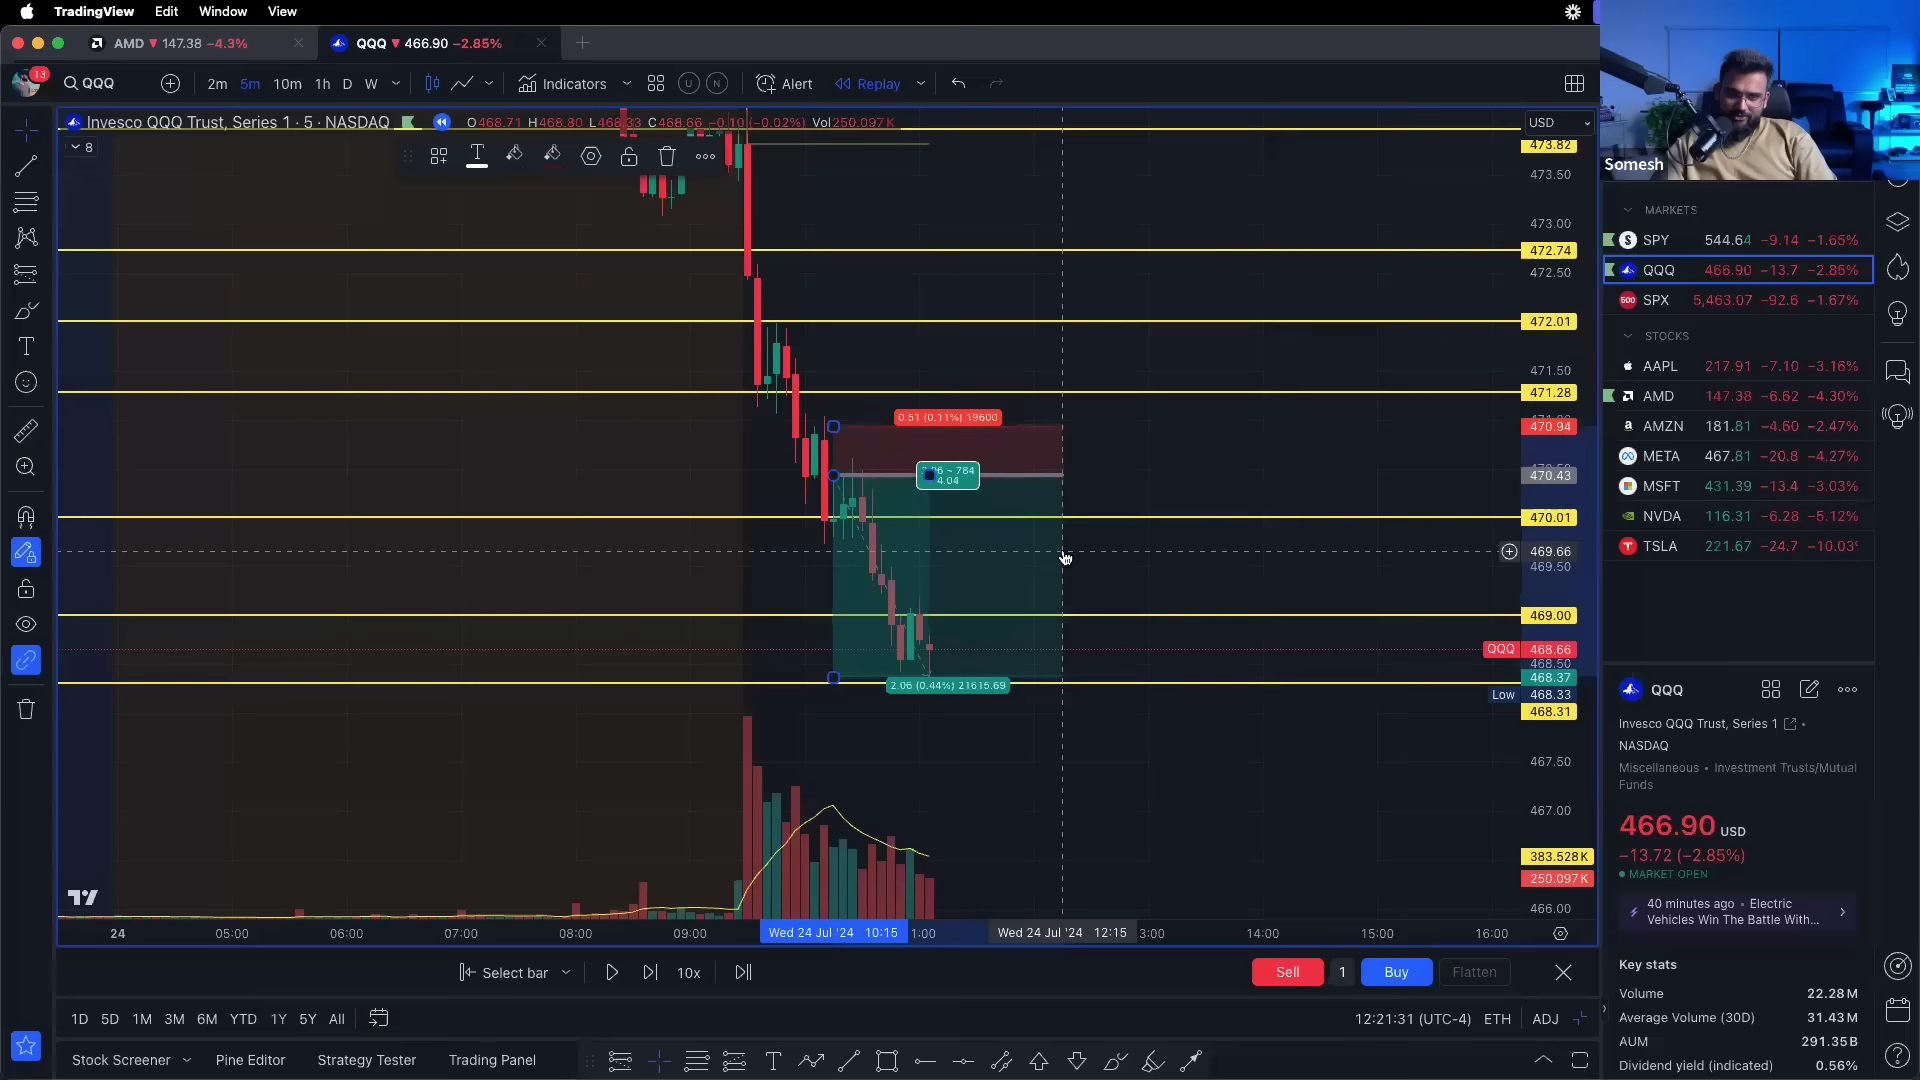 TradingView Edit Window View
AMD 147.38 −4.3%
QQQ 466.90 −2.85%
13 QQQ 2m 5m 10m 1h D W Indicators U N Alert Replay
Invesco QQQ Trust, Series 1 · 5 · NASDAQ O468.71 H468.80 L468.33 C468.66 −0.10 (−0.02%) Vol250.097K
8
USD
473.82
473.50
473.00
472.74
472.50
472.01
471.50
471.28
470.94
470.43
470.01
469.66
469.50
469.00
QQQ 468.66
468.50
468.37
Low 468.33
468.31
467.50
467.00
383.528K
250.097K
466.00
0.51 (0.11%) 19600
~ 784
4.04
2.06 (0.44%) 21615.69
24 05:00 06:00 07:00 08:00 09:00 Wed 24 Jul '24 10:15 1:00 Wed 24 Jul '24 12:15 3:00 14:00 15:00 16:00
Select bar 10x Sell 1 Buy Flatten
1D 5D 1M 3M 6M YTD 1Y 5Y All 12:21:31 (UTC-4) ETH ADJ
Stock Screener Pine Editor Strategy Tester Trading Panel
Somesh
MARKETS
SPY 544.64 −9.14 −1.65%
QQQ 466.90 −13.7 −2.85%
SPX 5,463.07 −92.6 −1.67%
STOCKS
AAPL 217.91 −7.10 −3.16%
AMD 147.38 −6.62 −4.30%
AMZN 181.81 −4.60 −2.47%
META 467.81 −20.8 −4.27%
MSFT 431.39 −13.4 −3.03%
NVDA 116.31 −6.28 −5.12%
TSLA 221.67 −24.7 −10.03
QQQ
Invesco QQQ Trust, Series 1 •
NASDAQ
Miscellaneous • Investment Trusts/Mutual
Funds
466.90 USD
−13.72 (−2.85%)
MARKET OPEN
40 minutes ago • Electric
Vehicles Win The Battle With...
Key stats
Volume 22.28M
Average Volume (30D) 31.43M
AUM 291.35B
Dividend yield (indicated) 0.56%